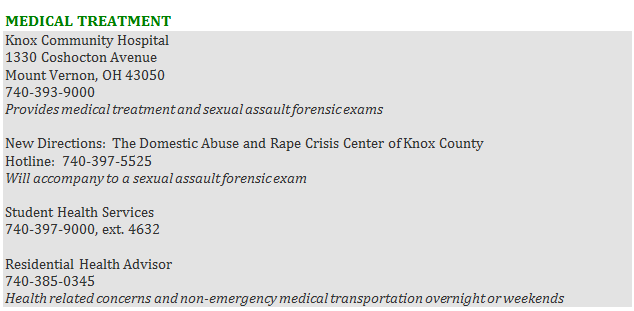 MEDICAL TREATMENT
Knox Community Hospital
1330 Coshocton Avenue
Mount Vernon, OH 43050
740-393-9000
Provides medical treatment and sexual assault forensic exams
New Directions:  The Domestic Abuse and Rape Crisis Center of Knox County
Hotline:  740-397-5525
Will accompany to a sexual assault forensic exam
Student Health Services
740-397-9000, ext. 4632
Residential Health Advisor
740-385-0345
Health related concerns and non-emergency medical transportation overnight or weekends